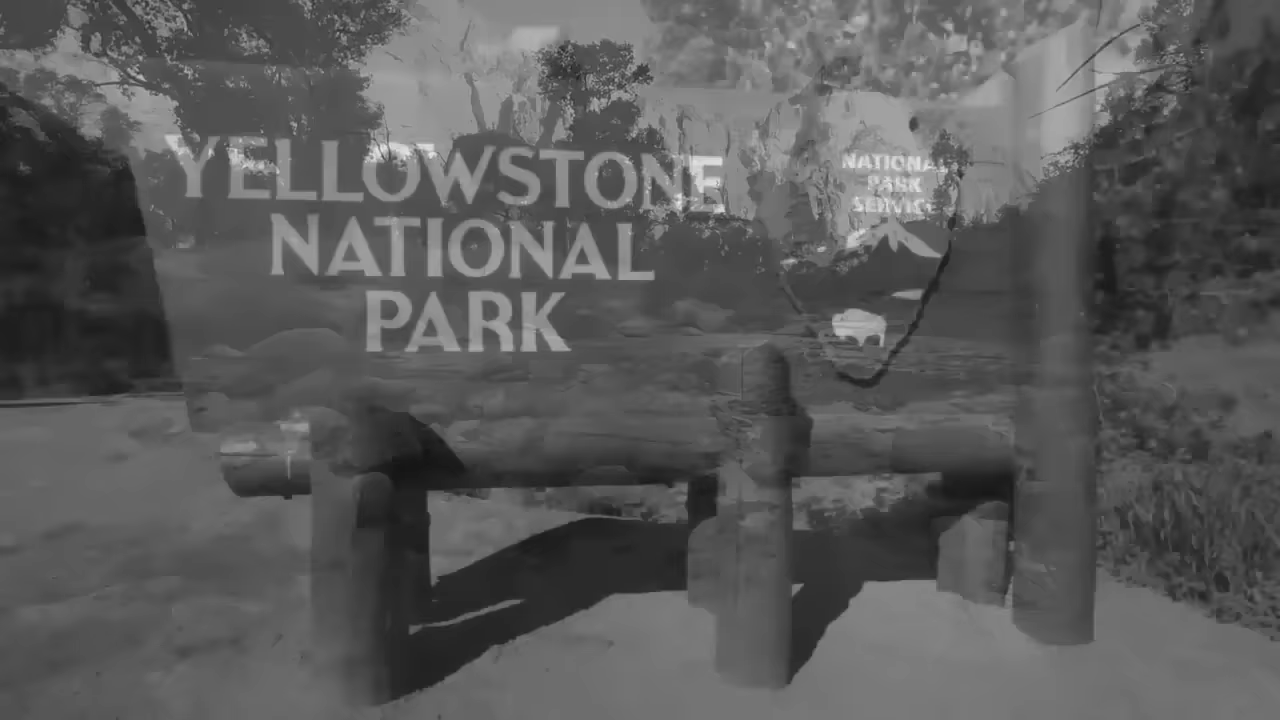 YELLOWSTONE
NATIONAL
PARK
NATIONAL
PARK
SERVICE